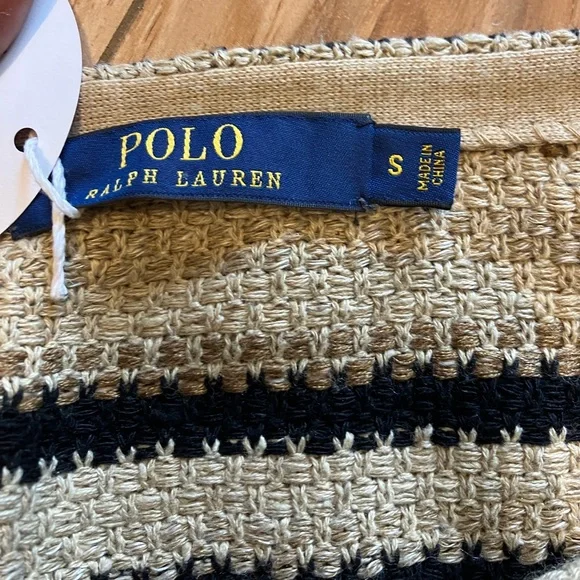 POLO
RALPH LAUREN
S
MADE IN
CHINA